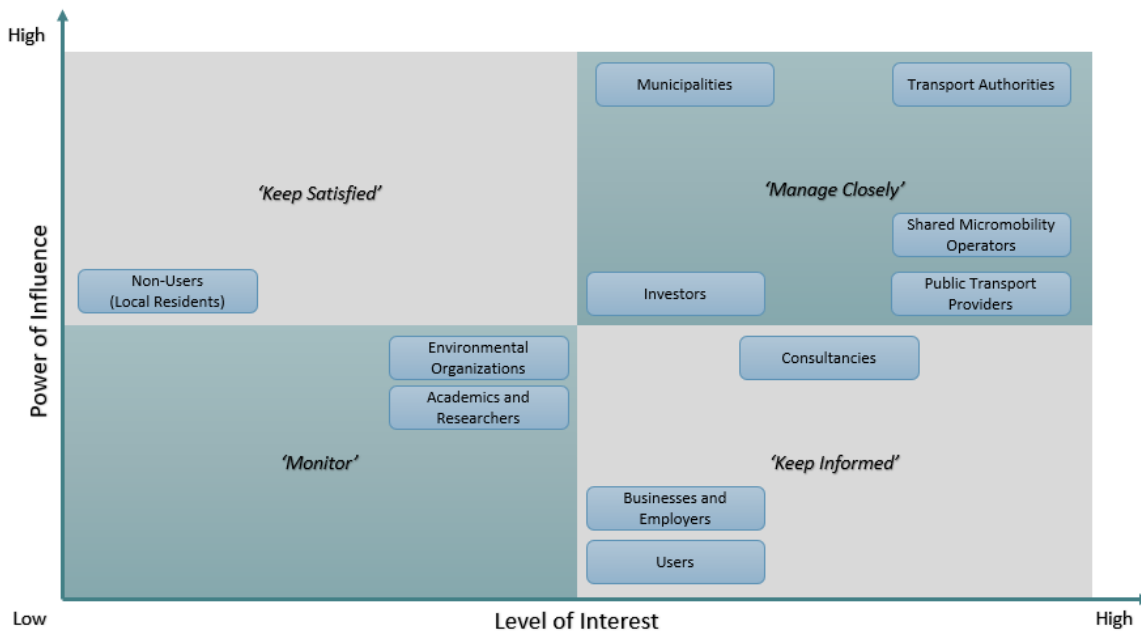 High
Municipalities
Transport Authorities
‘Keep Satisfied’
‘Manage Closely’
Shared Micromobility
Operators
Non-Users
(Local Residents)
Investors
Public Transport
Providers
Power of Influence
Environmental
Organizations
Consultancies
Academics and
Researchers
‘Monitor’
‘Keep Informed’
Businesses and
Employers
Users
Low
Level of Interest
High